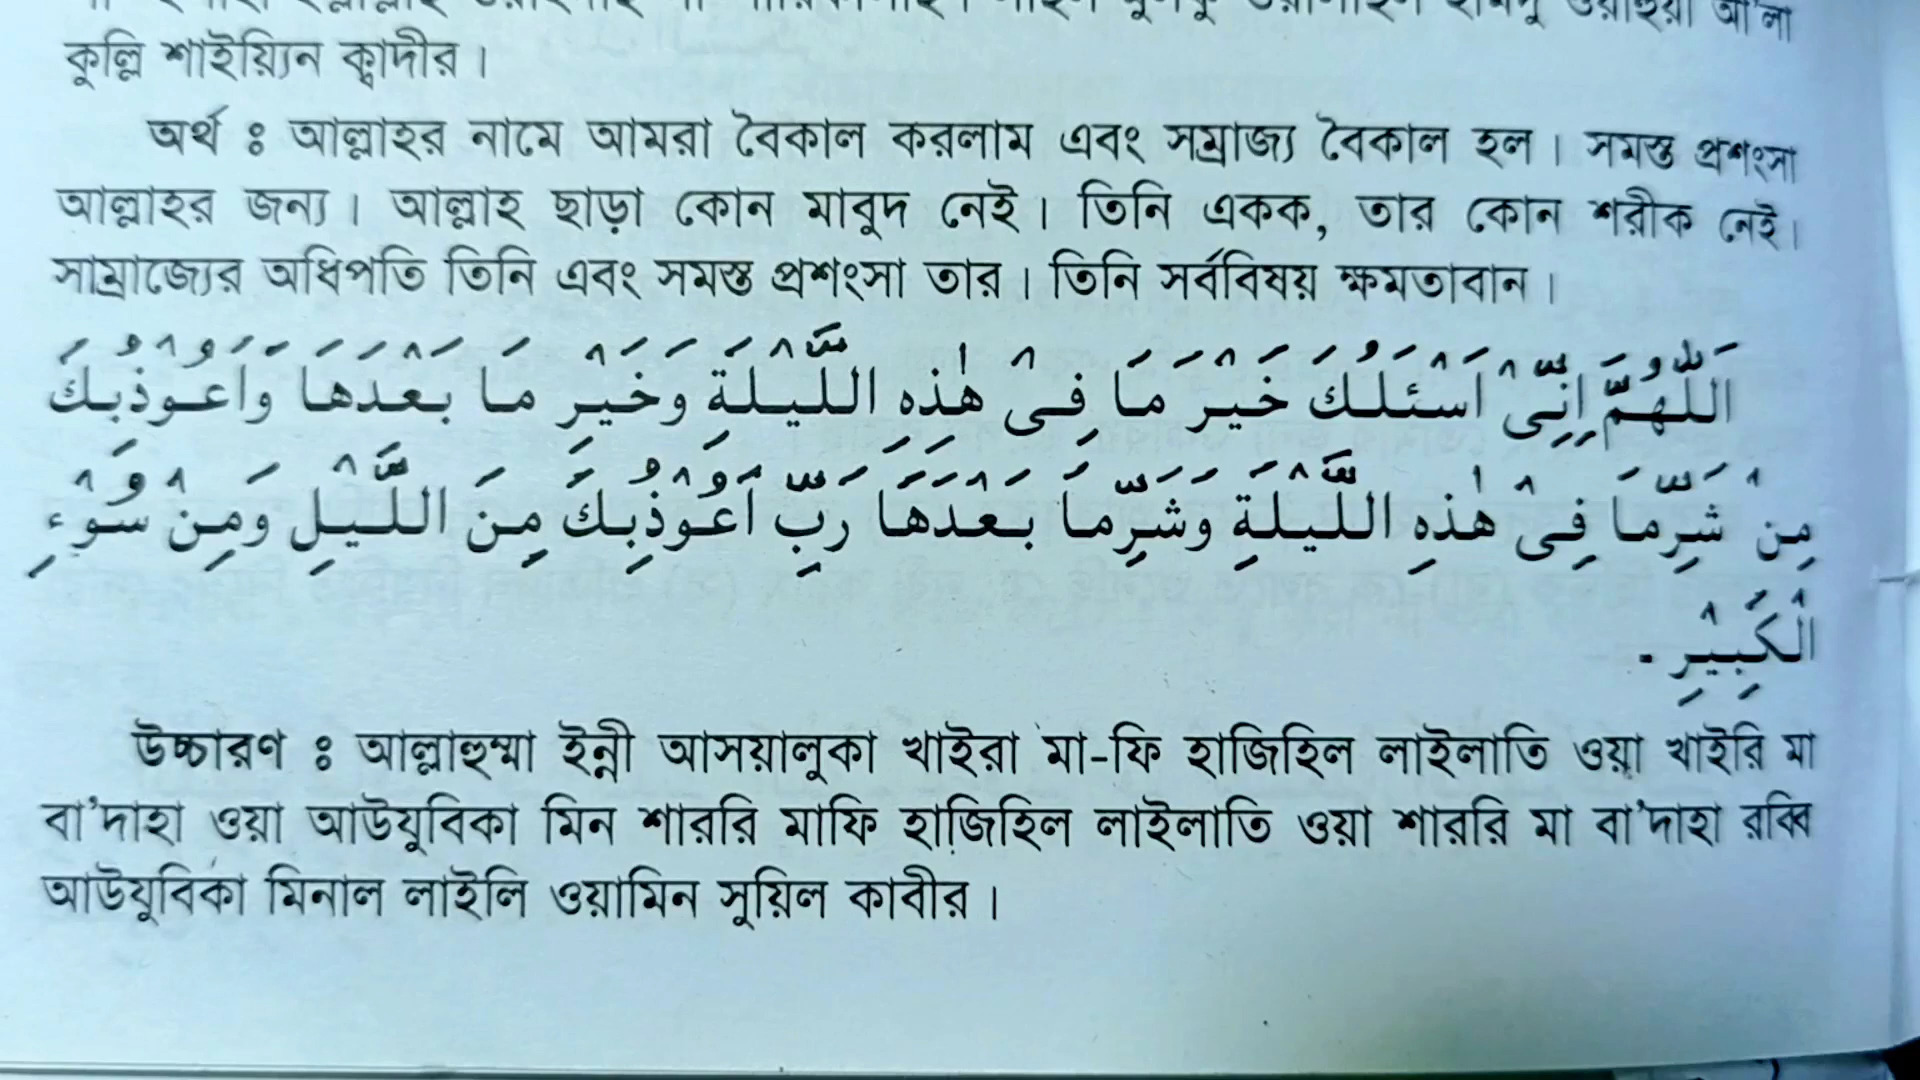 কুল্লি শাইয়্যিন ক্বাদীর ।
অর্থ ঃ আল্লাহর নামে আমরা বৈকাল করলাম এবং সম্রাজ্য বৈকাল হল । সমস্ত প্রশংসা
আল্লাহর জন্য । আল্লাহ ছাড়া কোন মাবুদ নেই । তিনি একক, তার কোন শরীক নেই ।
সাম্রাজ্যের অধিপতি তিনি এবং সমস্ত প্রশংসা তার । তিনি সর্ববিষয় ক্ষমতাবান ।
اَللّٰهُمَّ اِنِّىْ اَسْئَلُكَ خَيْرَ مَا فِىْ هٰذِهِ اللَّيْلَةِ وَخَيْرِ مَا بَعْدَهَا وَاَعُوْذُبِكَ
مِنْ شَرِّمَا فِىْ هٰذِهِ اللَّيْلَةِ وَشَرِّمَا بَعْدَهَا رَبِّ اَعُوْذُبِكَ مِنَ اللَّيْلِ وَمِنْ سُوْءِ
الْكَبِيْرِ .
উচ্চারণ ঃ আল্লাহুম্মা ইন্নী আসয়ালুকা খাইরা মা-ফি হাজিহিল লাইলাতি ওয়া খাইরি মা
বা’দাহা ওয়া আউযুবিকা মিন শাররি মাফি হাজিহিল লাইলাতি ওয়া শাররি মা বা’দাহা রব্বি
আউযুবিকা মিনাল লাইলি ওয়ামিন সুয়িল কাবীর ।